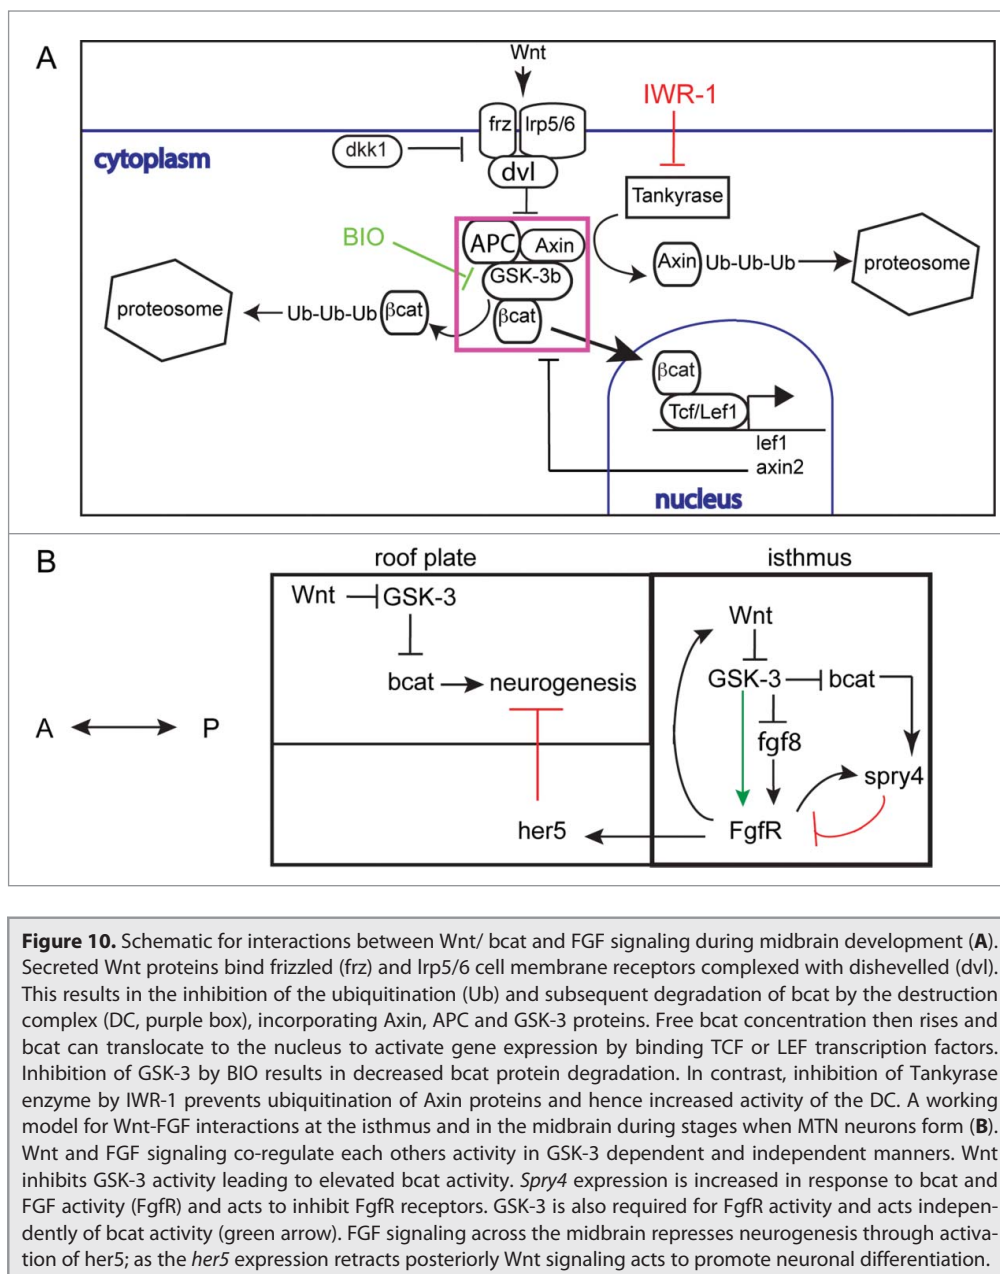 A
Wnt
IWR-1
frz lrp5/6
cytoplasm
dkk1
dvl
Tankyrase
BIO
APC Axin
Axin Ub-Ub-Ub
proteosome
GSK-3b
proteosome
Ub-Ub-Ub βcat
βcat
βcat
Tcf/Lef1
lef1
axin2
nucleus
B
roof plate
isthmus
Wnt GSK-3
Wnt
bcat neurogenesis
GSK-3 bcat
A P
fgf8
spry4
her5
FgfR
Figure 10. Schematic for interactions between Wnt/ bcat and FGF signaling during midbrain development (A).
Secreted Wnt proteins bind frizzled (frz) and lrp5/6 cell membrane receptors complexed with dishevelled (dvl).
This results in the inhibition of the ubiquitination (Ub) and subsequent degradation of bcat by the destruction
complex (DC, purple box), incorporating Axin, APC and GSK-3 proteins. Free bcat concentration then rises and
bcat can translocate to the nucleus to activate gene expression by binding TCF or LEF transcription factors.
Inhibition of GSK-3 by BIO results in decreased bcat protein degradation. In contrast, inhibition of Tankyrase
enzyme by IWR-1 prevents ubiquitination of Axin proteins and hence increased activity of the DC. A working
model for Wnt-FGF interactions at the isthmus and in the midbrain during stages when MTN neurons form (B).
Wnt and FGF signaling co-regulate each others activity in GSK-3 dependent and independent manners. Wnt
inhibits GSK-3 activity leading to elevated bcat activity. Spry4 expression is increased in response to bcat and
FGF activity (FgfR) and acts to inhibit FgfR receptors. GSK-3 is also required for FgfR activity and acts indepen-
dently of bcat activity (green arrow). FGF signaling across the midbrain represses neurogenesis through activa-
tion of her5; as the her5 expression retracts posteriorly Wnt signaling acts to promote neuronal differentiation.